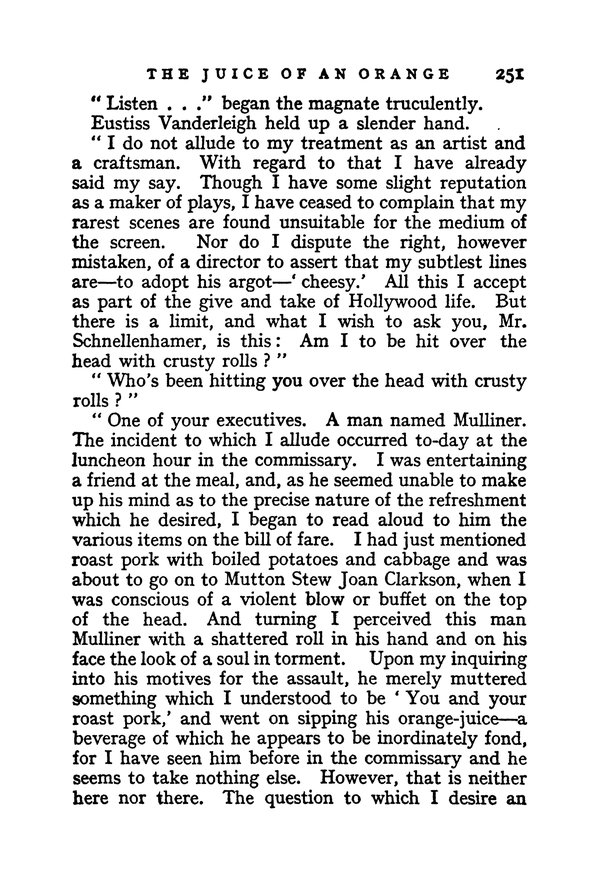 THE JUICE OF AN ORANGE 251
“ Listen . . .” began the magnate truculently.
Eustiss Vanderleigh held up a slender hand.
“ I do not allude to my treatment as an artist and
a craftsman. With regard to that I have already
said my say. Though I have some slight reputation
as a maker of plays, I have ceased to complain that my
rarest scenes are found unsuitable for the medium of
the screen. Nor do I dispute the right, however
mistaken, of a director to assert that my subtlest lines
are—to adopt his argot—‘ cheesy.’ All this I accept
as part of the give and take of Hollywood life. But
there is a limit, and what I wish to ask you, Mr.
Schnellenhamer, is this : Am I to be hit over the
head with crusty rolls ? ”
“ Who’s been hitting you over the head with crusty
rolls ? ”
“ One of your executives. A man named Mulliner.
The incident to which I allude occurred to-day at the
luncheon hour in the commissary. I was entertaining
a friend at the meal, and, as he seemed unable to make
up his mind as to the precise nature of the refreshment
which he desired, I began to read aloud to him the
various items on the bill of fare. I had just mentioned
roast pork with boiled potatoes and cabbage and was
about to go on to Mutton Stew Joan Clarkson, when I
was conscious of a violent blow or buffet on the top
of the head. And turning I perceived this man
Mulliner with a shattered roll in his hand and on his
face the look of a soul in torment. Upon my inquiring
into his motives for the assault, he merely muttered
something which I understood to be ‘ You and your
roast pork,’ and went on sipping his orange-juice—a
beverage of which he appears to be inordinately fond,
for I have seen him before in the commissary and he
seems to take nothing else. However, that is neither
here nor there. The question to which I desire an